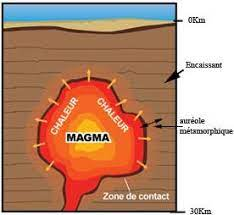 0Km
Encaissant
CHALEUR
CHALEUR
auréole
métamorphique
MAGMA
Zone de contact
30Km